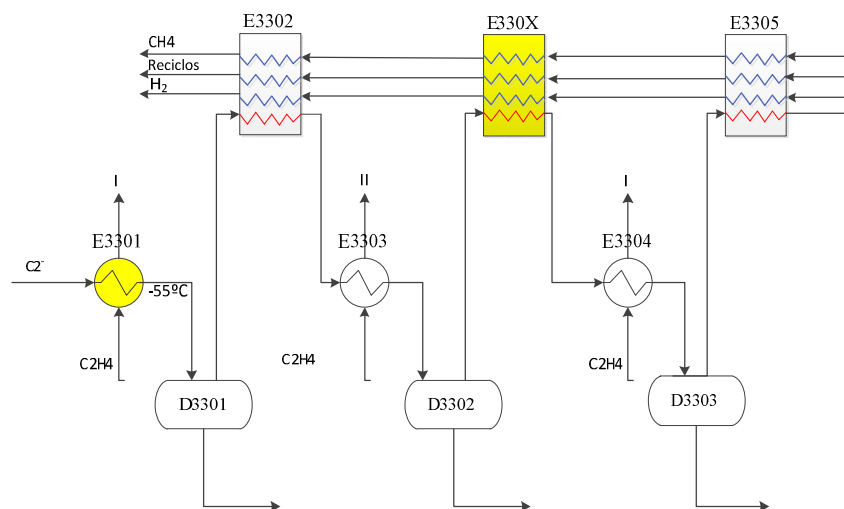 E3302
E330X
E3305
CH4
Reciclos
H₂
I
II
I
E3301
E3303
E3304
C2⁻
-55ºC
C2H4
C2H4
C2H4
D3301
D3302
D3303